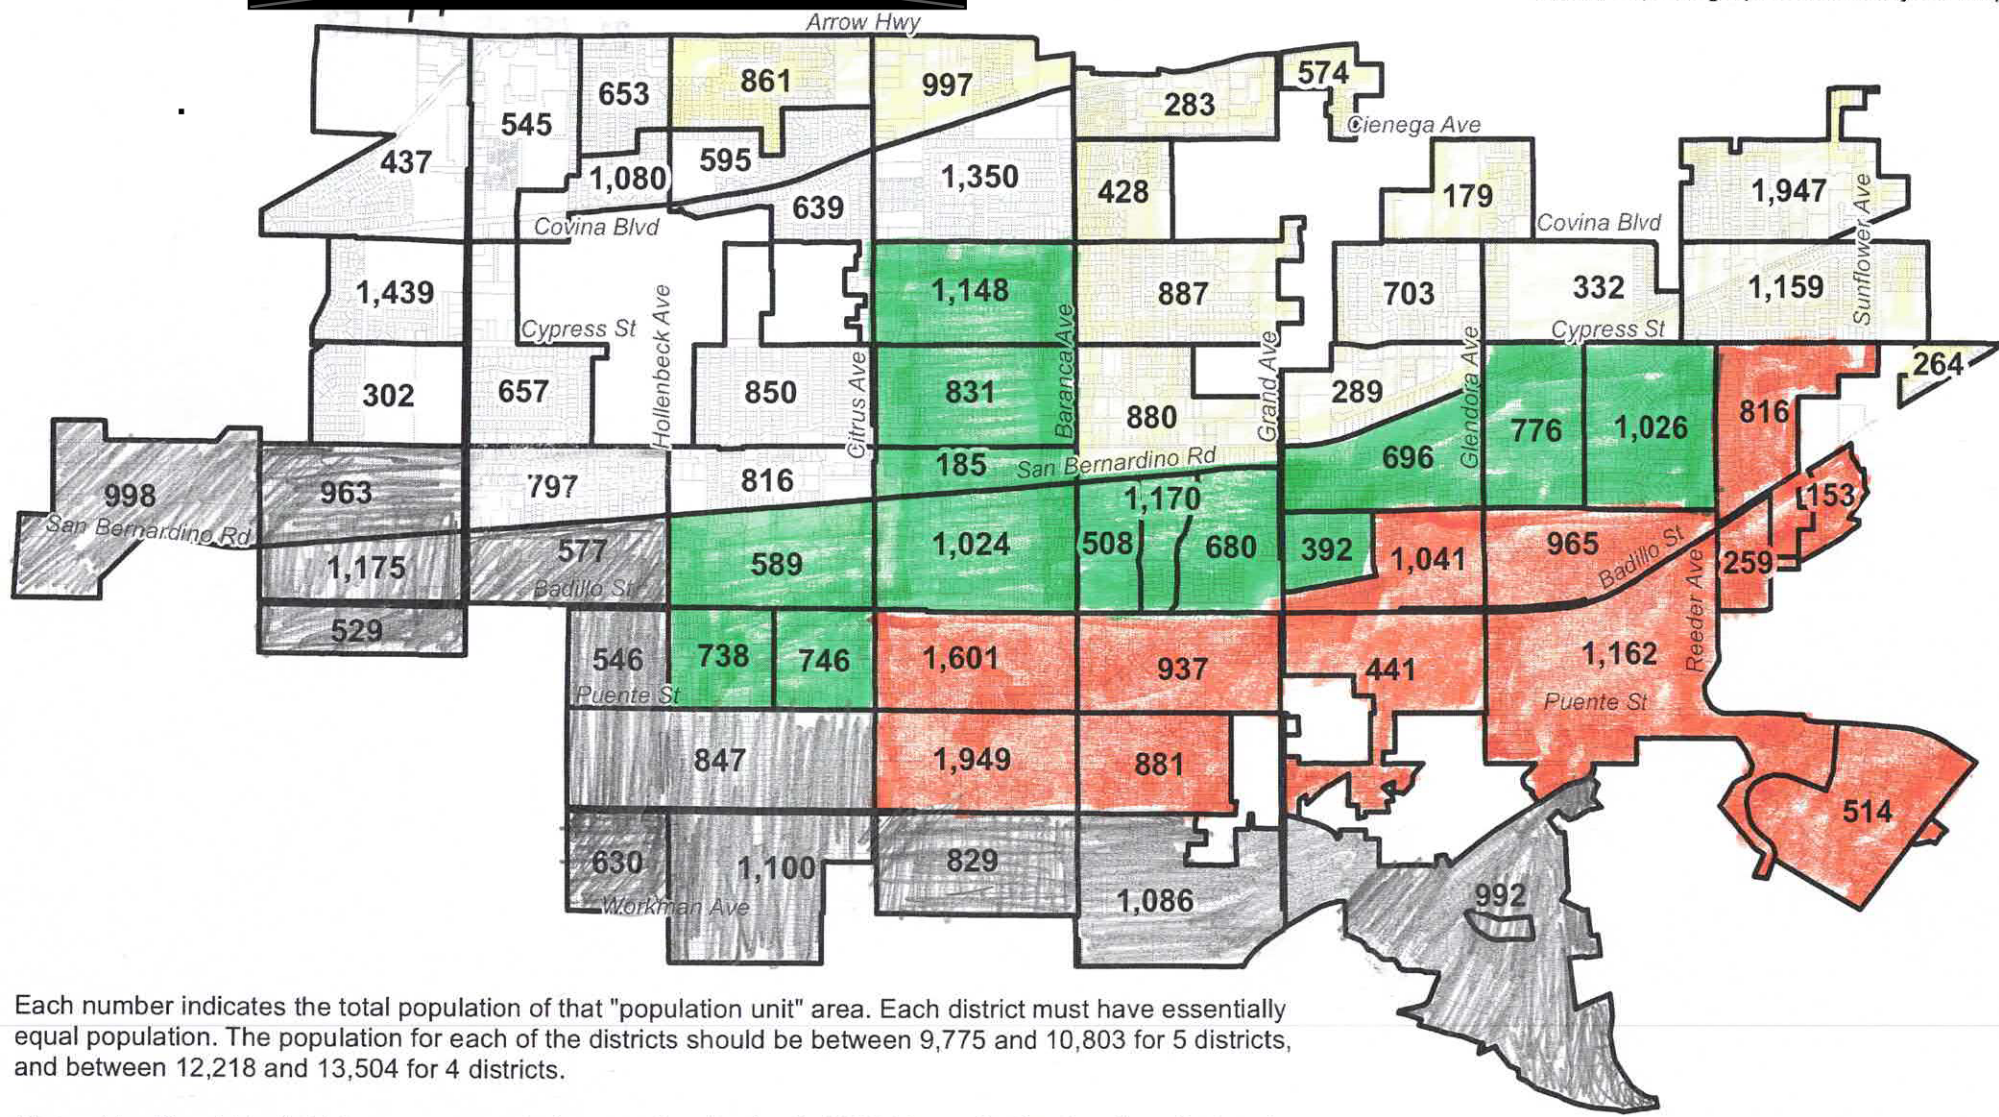 Arrow Hwy
861
997
574
653
283
545
Cienega Ave
437
595
1,080
1,350
428
179
1,947
639
Covina Blvd
Covina Blvd
Sunflower Ave
1,439
1,148
887
703
332
1,159
Hollenbeck Ave
Cypress St
Cypress St
Citrus Ave
Baranca Ave
Grand Ave
Glendora Ave
264
302
657
850
831
289
880
816
776
1,026
696
185
San Bernardino Rd
998
963
797
816
1,170
153
San Bernardino Rd
1,175
577
589
1,024
508
680
392
1,041
965
Badillo St
259
Badillo St
Reeder Ave
529
546
738
746
1,601
937
441
1,162
Puente St
Puente St
847
1,949
881
514
630
1,100
829
1,086
992
Workman Ave
Each number indicates the total population of that "population unit" area. Each district must have essentially
equal population. The population for each of the districts should be between 9,775 and 10,803 for 5 districts,
and between 12,218 and 13,504 for 4 districts.